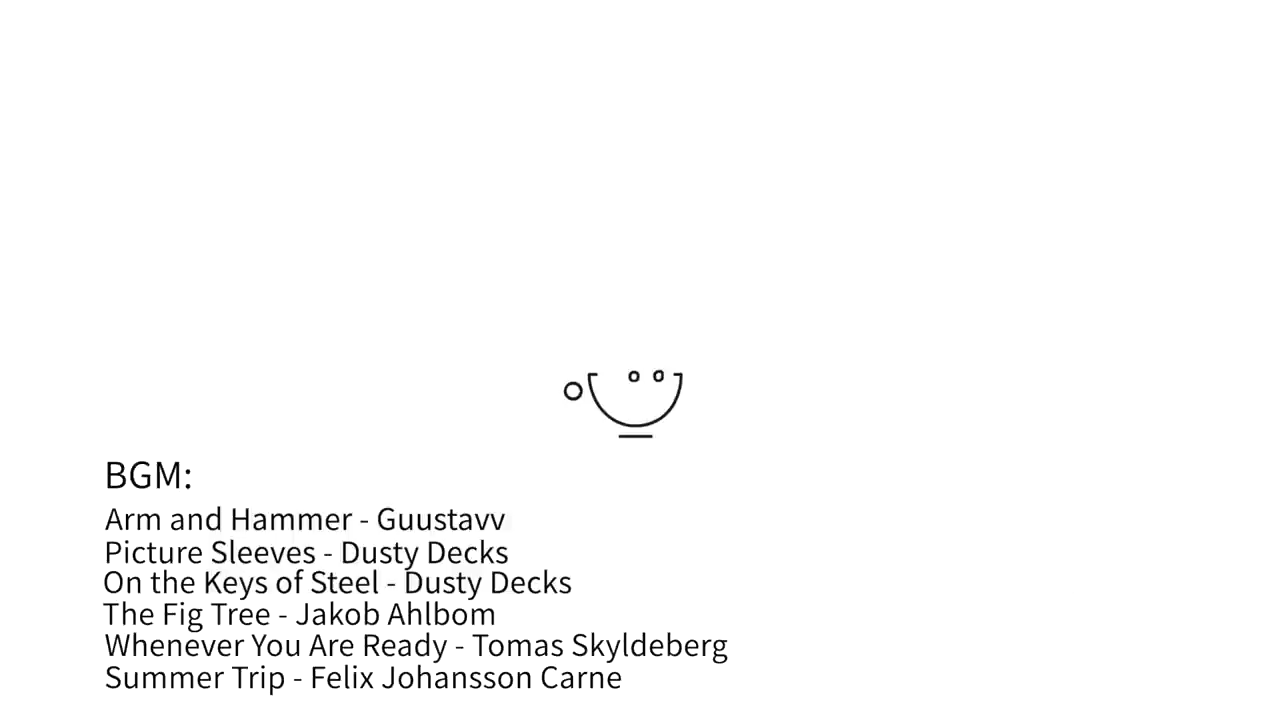 BGM:
Arm and Hammer - Guustavv
Picture Sleeves - Dusty Decks
On the Keys of Steel - Dusty Decks
The Fig Tree - Jakob Ahlbom
Whenever You Are Ready - Tomas Skyldeberg
Summer Trip - Felix Johansson Carne